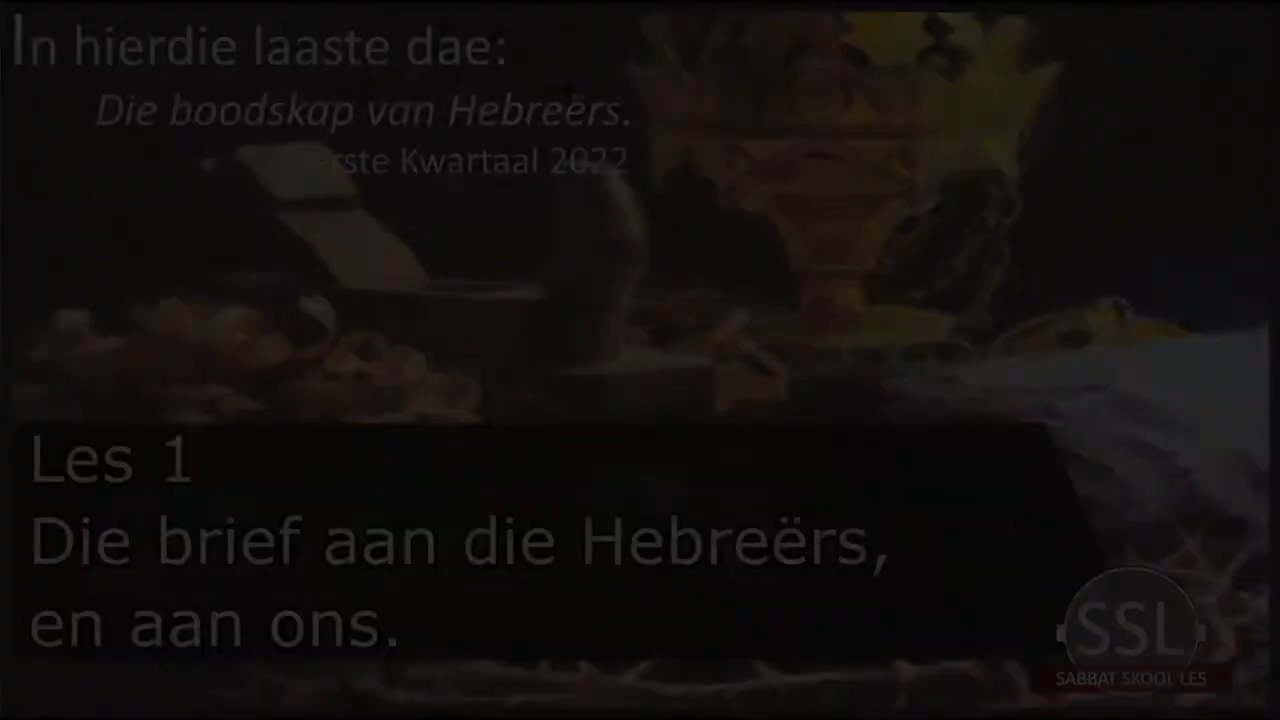 In hierdie laaste dae:
Die boodskap van Hebreërs.
rste Kwartaal 2022
Les 1
Die brief aan die Hebreërs,
en aan ons.
SSL
SABBAT SKOOL LES